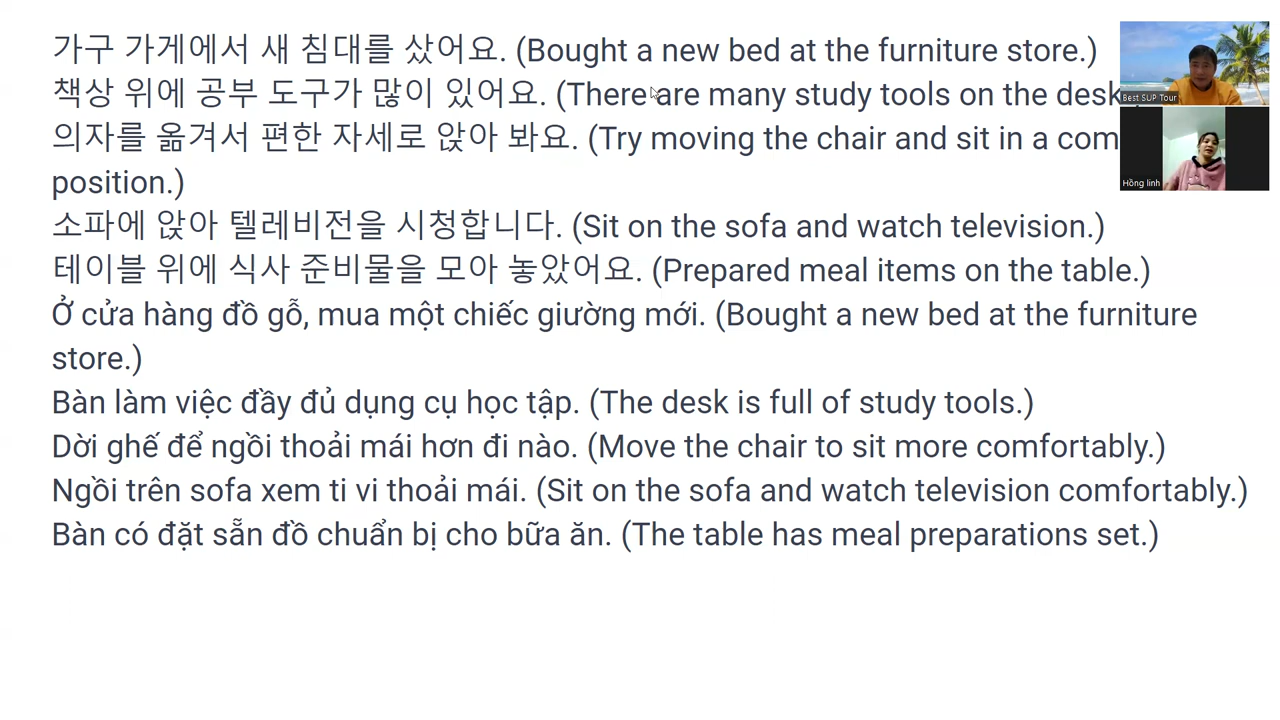 가구 가게에서 새 침대를 샀어요. (Bought a new bed at the furniture store.)
책상 위에 공부 도구가 많이 있어요. (There are many study tools on the desk
의자를 옮겨서 편한 자세로 앉아 봐요. (Try moving the chair and sit in a com
position.)
소파에 앉아 텔레비전을 시청합니다. (Sit on the sofa and watch television.)
테이블 위에 식사 준비물을 모아 놓았어요. (Prepared meal items on the table.)
Ở cửa hàng đồ gỗ, mua một chiếc giường mới. (Bought a new bed at the furniture
store.)
Bàn làm việc đầy đủ dụng cụ học tập. (The desk is full of study tools.)
Dời ghế để ngồi thoải mái hơn đi nào. (Move the chair to sit more comfortably.)
Ngồi trên sofa xem ti vi thoải mái. (Sit on the sofa and watch television comfortably.)
Bàn có đặt sẵn đồ chuẩn bị cho bữa ăn. (The table has meal preparations set.)
Best SUP Tour
Hồng linh